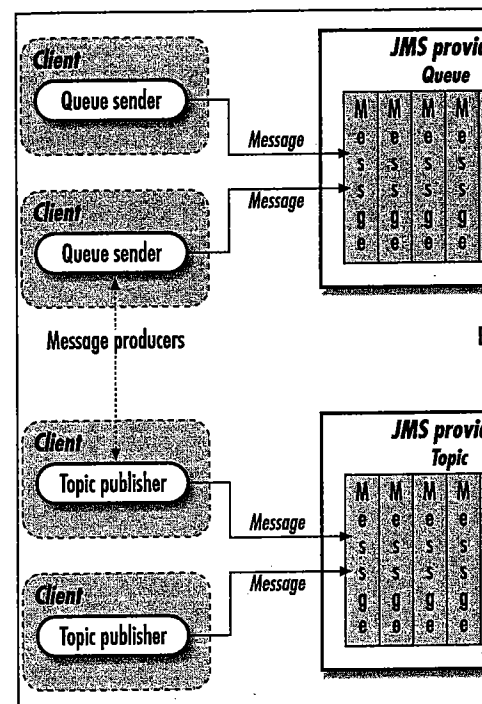 Client
Queue sender
Message
Client
Queue sender
Message
JMS provi
Queue
M M M M
e e e e
s s s s
s s s s
g g g g
e e e e
Message producers
Client
Topic publisher
Message
Client
Topic publisher
Message
JMS provi
Topic
M M M M
e e e e
s s s s
s s s s
g g g g
e e e e